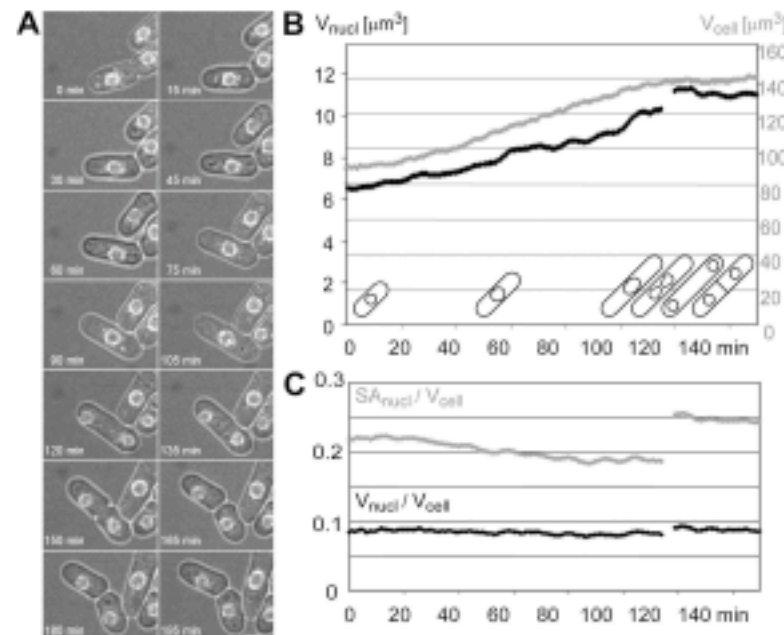 A
0 min
15 min
30 min
45 min
60 min
75 min
90 min
105 min
120 min
135 min
150 min
165 min
180 min
195 min
B
V_nucl [μm³]
V_cell [μm³]
12
10
8
6
4
2
0
160
140
120
100
80
60
40
20
0
0 20 40 60 80 100 120 140 min
C
0.3
0.2
0.1
0
SA_nucl / V_cell
V_nucl / V_cell
0 20 40 60 80 100 120 140 min